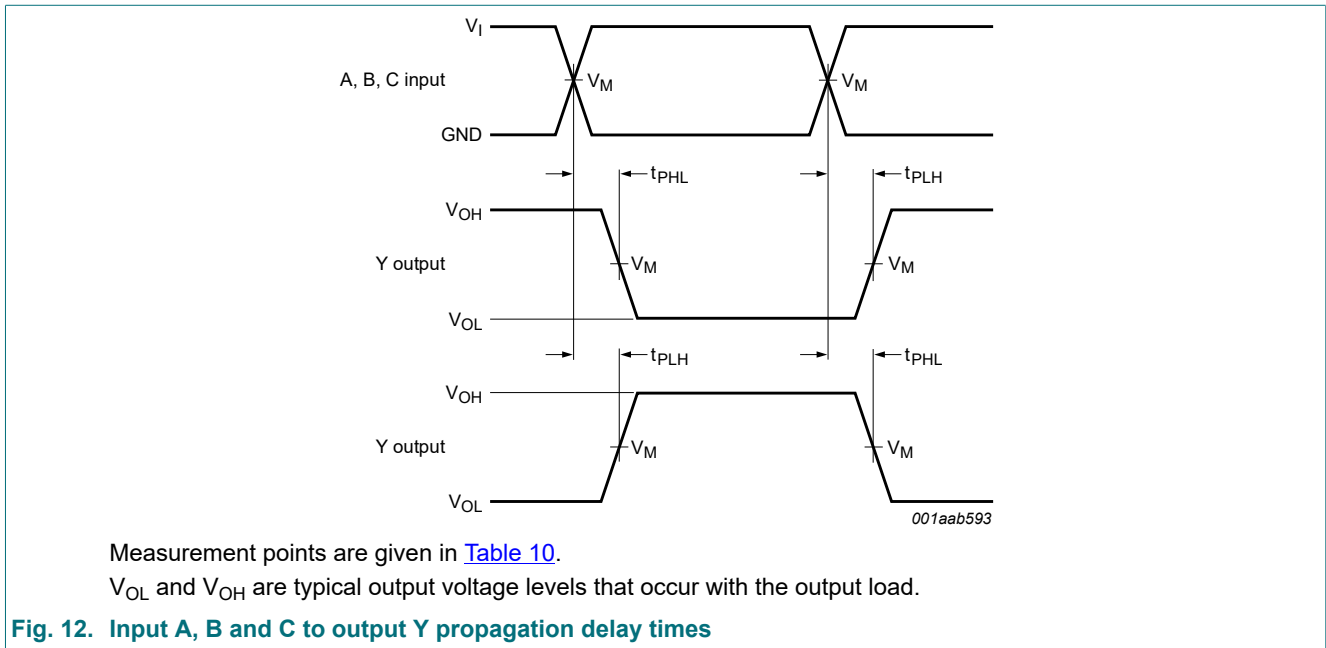 V_I
A, B, C input
V_M V_M
GND
t_PHL t_PLH
V_OH
Y output
V_M V_M
V_OL
t_PLH t_PHL
V_OH
Y output
V_M V_M
V_OL
001aab593
Measurement points are given in Table 10.
V_OL and V_OH are typical output voltage levels that occur with the output load.
Fig. 12. Input A, B and C to output Y propagation delay times